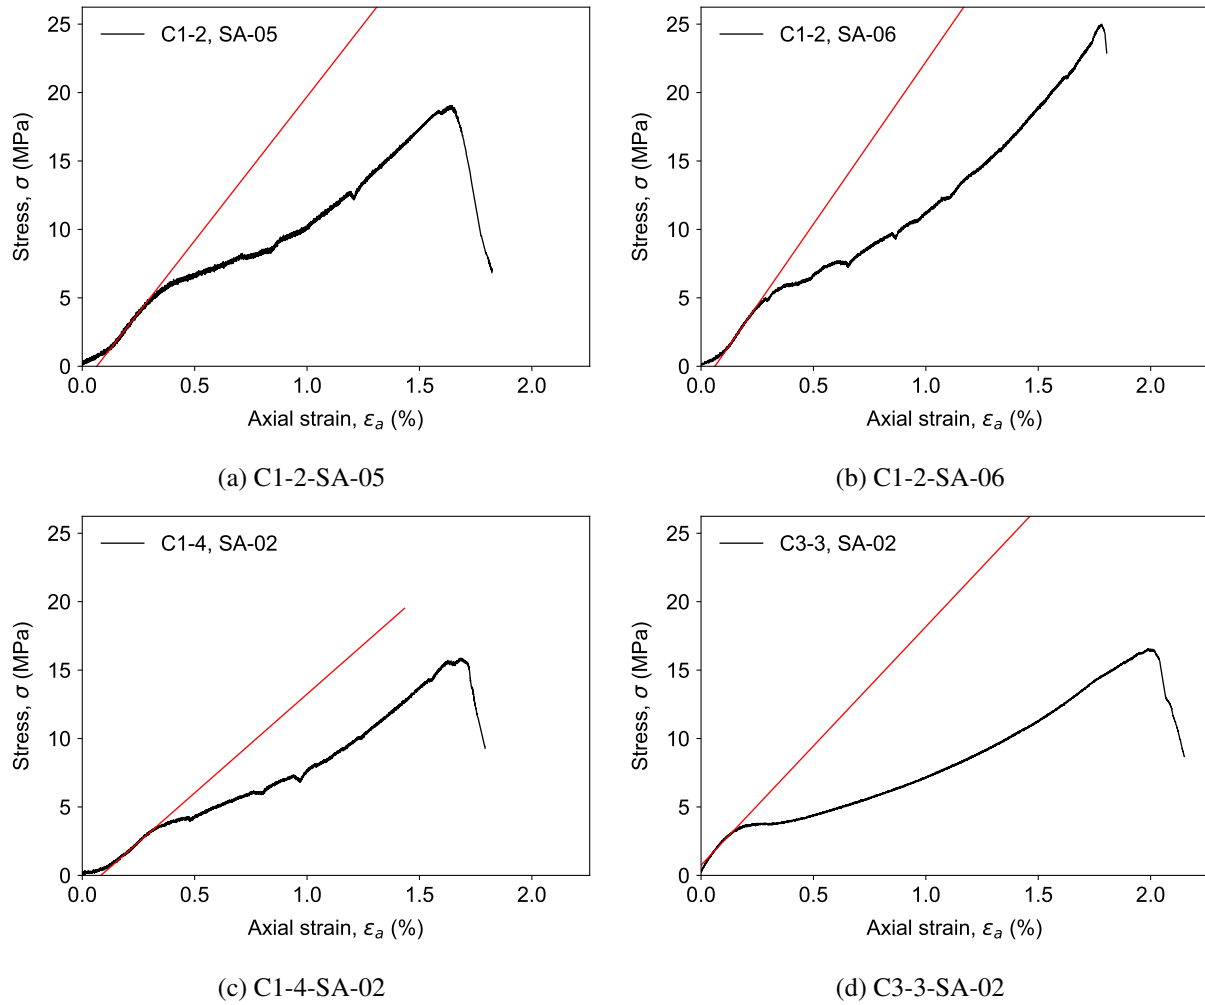 25
20
15
10
5
0
Stress, σ (MPa)
C1-2, SA-05
0.0 0.5 1.0 1.5 2.0
Axial strain, εa (%)
(a) C1-2-SA-05
25
20
15
10
5
0
Stress, σ (MPa)
C1-2, SA-06
0.0 0.5 1.0 1.5 2.0
Axial strain, εa (%)
(b) C1-2-SA-06
25
20
15
10
5
0
Stress, σ (MPa)
C1-4, SA-02
0.0 0.5 1.0 1.5 2.0
Axial strain, εa (%)
(c) C1-4-SA-02
25
20
15
10
5
0
Stress, σ (MPa)
C3-3, SA-02
0.0 0.5 1.0 1.5 2.0
Axial strain, εa (%)
(d) C3-3-SA-02